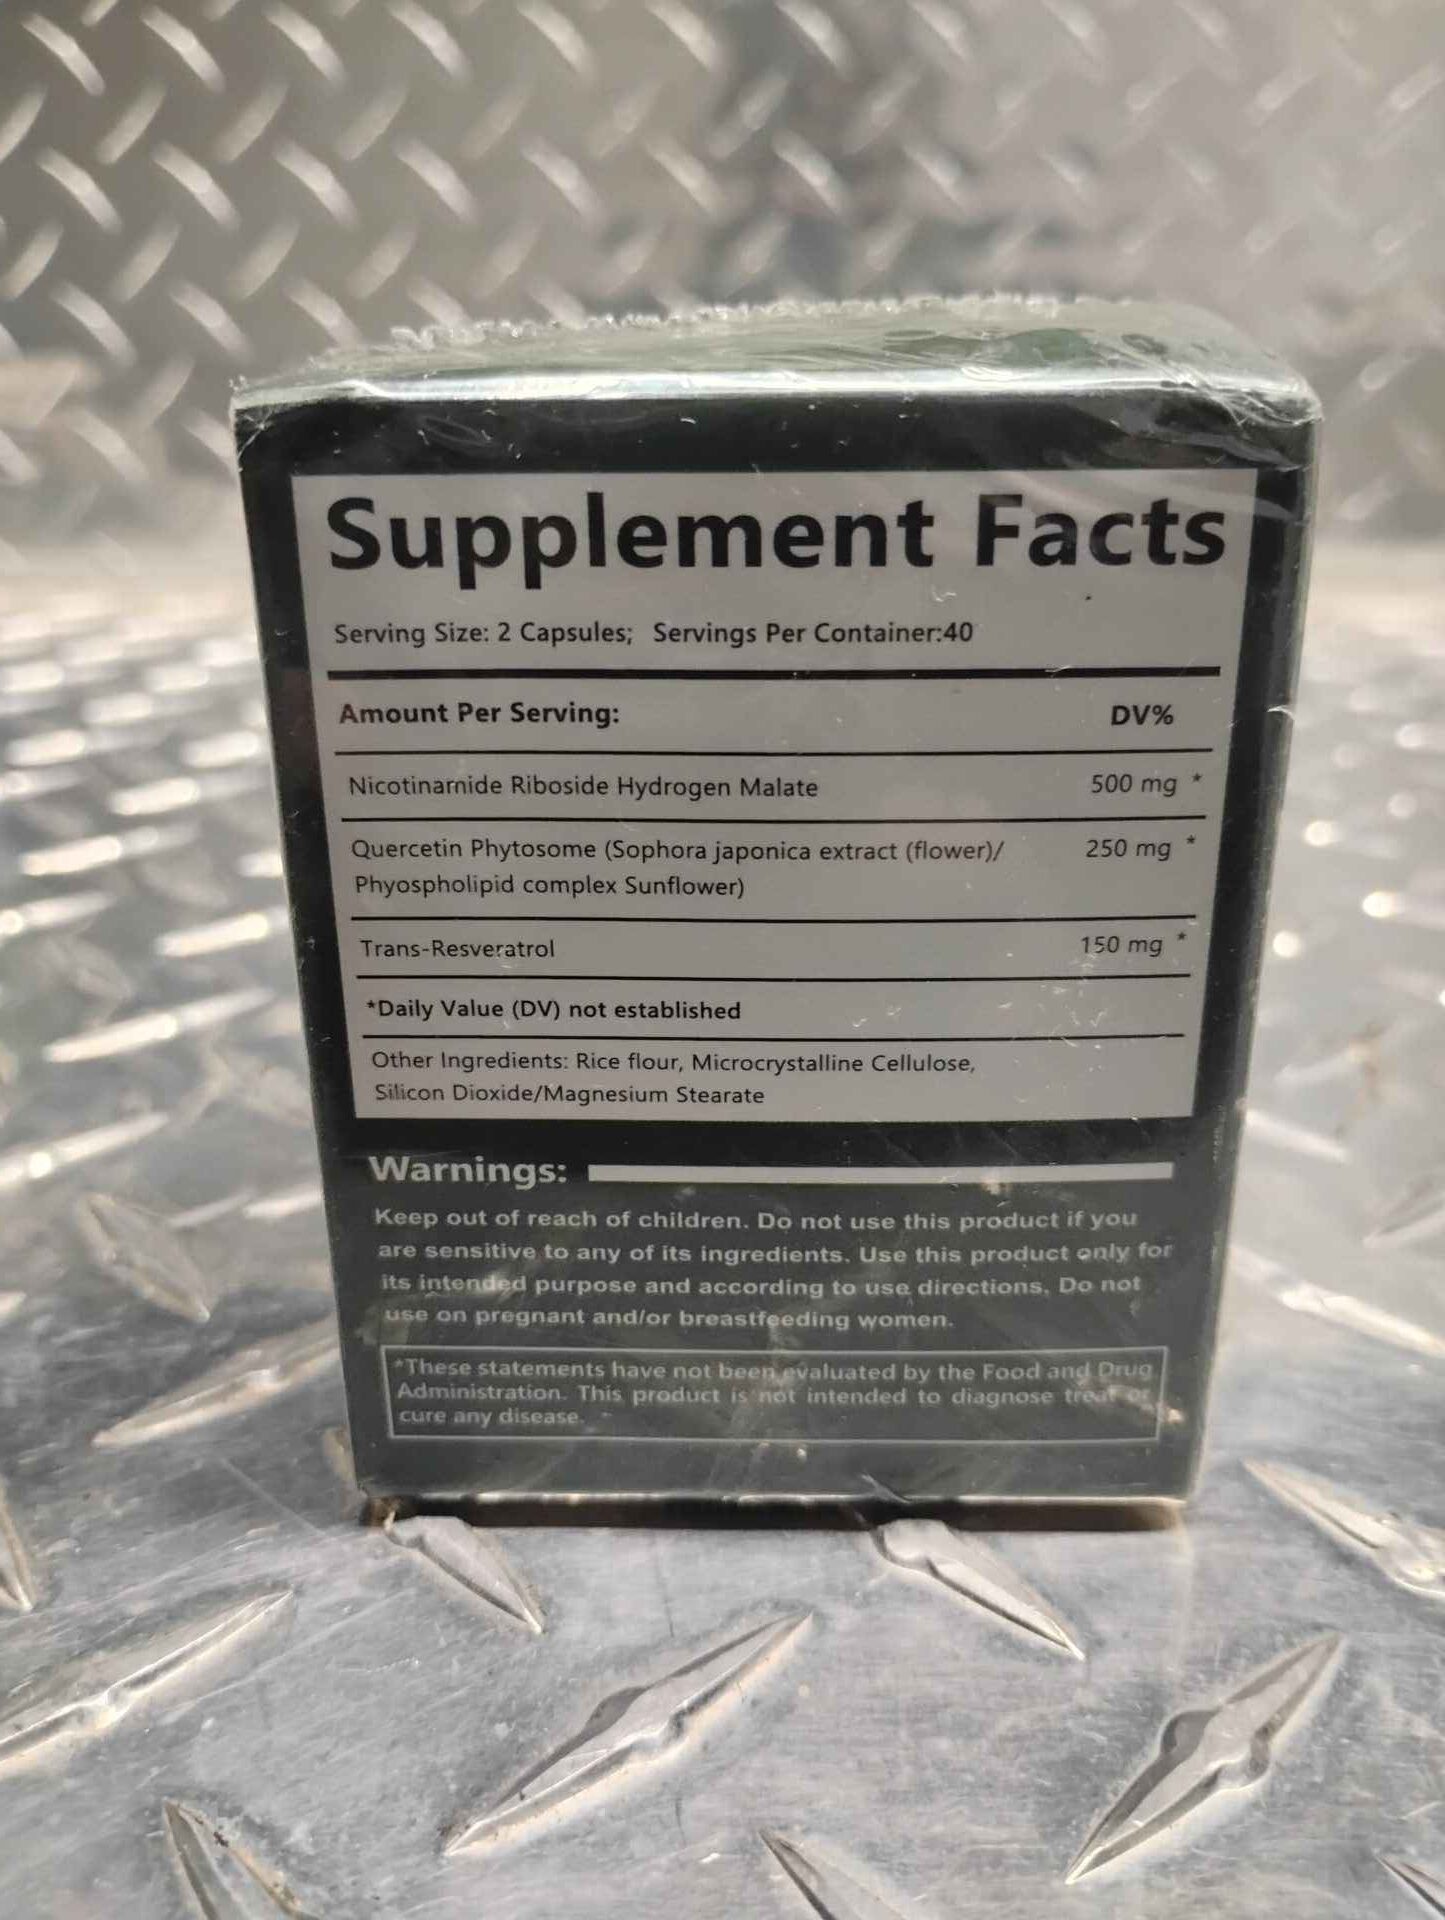 Supplement Facts
Serving Size: 2 Capsules; Servings Per Container:40
Amount Per Serving: DV%
Nicotinamide Riboside Hydrogen Malate 500 mg *
Quercetin Phytosome (Sophora japonica extract (flower)/ 250 mg *
Phyospholipid complex Sunflower)
Trans-Resveratrol 150 mg *
*Daily Value (DV) not established
Other Ingredients: Rice flour, Microcrystalline Cellulose,
Silicon Dioxide/Magnesium Stearate
Warnings:
Keep out of reach of children. Do not use this product if you
are sensitive to any of its ingredients. Use this product only for
its intended purpose and according to use directions. Do not
use on pregnant and/or breastfeeding women.
*These statements have not been evaluated by the Food and Drug
Administration. This product is not intended to diagnose treat or
cure any disease.